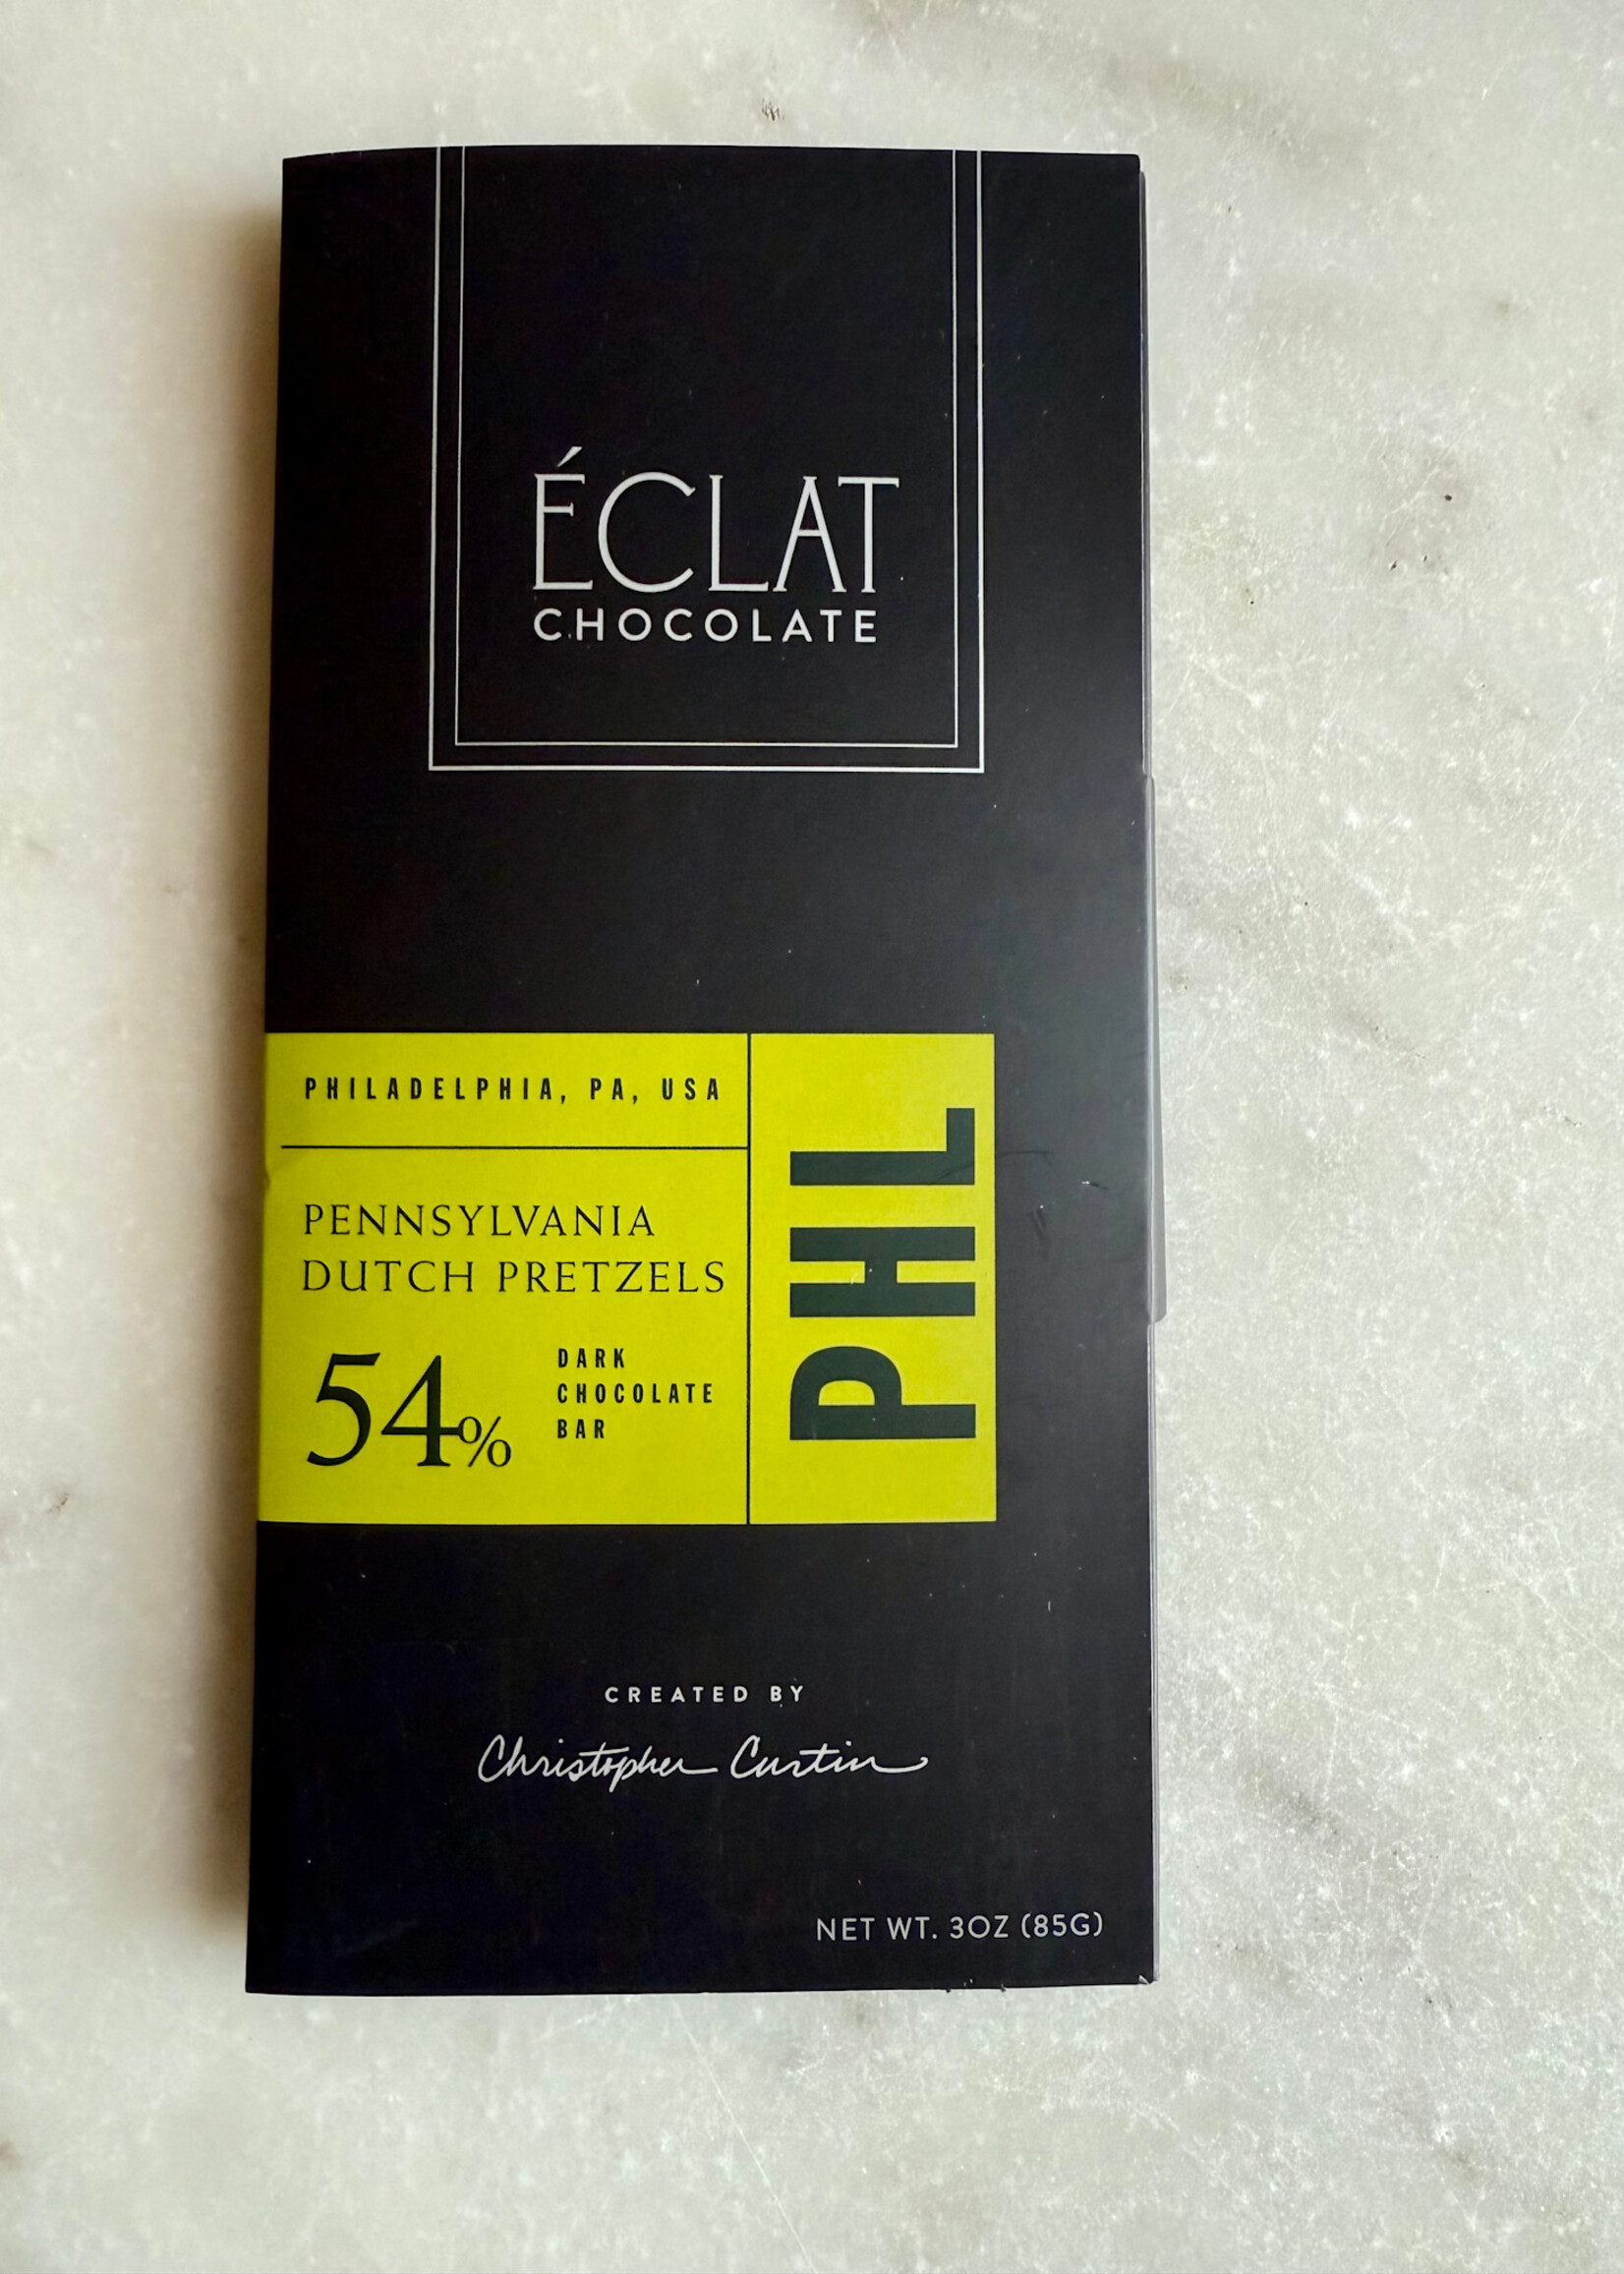 ÉCLAT
CHOCOLATE
PHILADELPHIA, PA, USA
PENNSYLVANIA
DUTCH PRETZELS
54%
DARK
CHOCOLATE
BAR
PHL
CREATED BY
Christopher Curtin
NET WT. 3OZ (85G)